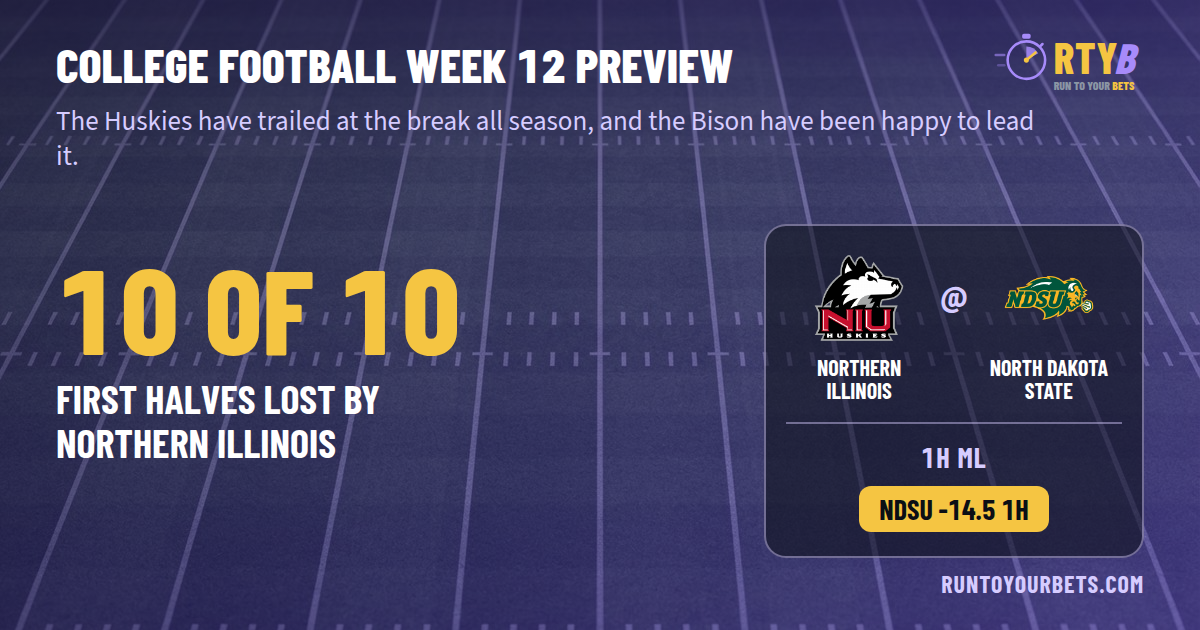 COLLEGE FOOTBALL WEEK 12 PREVIEW
RTYB
RUN TO YOUR BETS
The Huskies have trailed at the break all season, and the Bison have been happy to lead
it.
10 OF 10
FIRST HALVES LOST BY
NORTHERN ILLINOIS
NIU
HUSKIES
@
NDSU
NORTHERN
ILLINOIS
NORTH DAKOTA
STATE
1H ML
NDSU -14.5 1H
RUNTOYOURBETS.COM